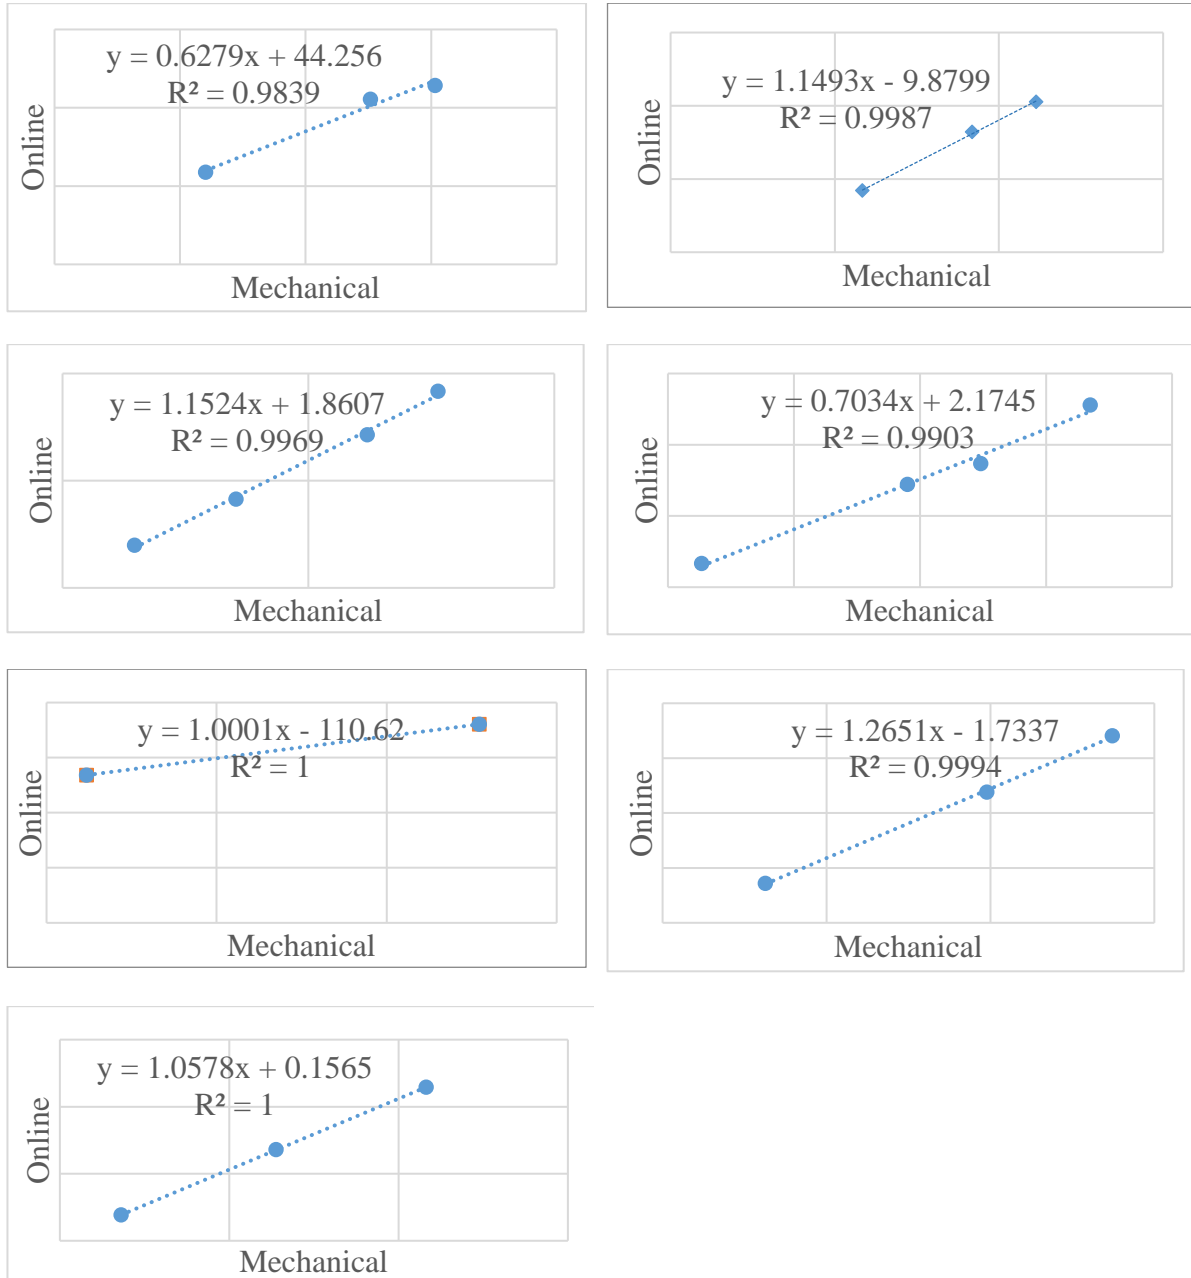 y = 0.6279x + 44.256
R² = 0.9839
Online
Mechanical
y = 1.1493x - 9.8799
R² = 0.9987
Online
Mechanical
y = 1.1524x + 1.8607
R² = 0.9969
Online
Mechanical
y = 0.7034x + 2.1745
R² = 0.9903
Online
Mechanical
y = 1.0001x - 110.62
R² = 1
Online
Mechanical
y = 1.2651x - 1.7337
R² = 0.9994
Online
Mechanical
y = 1.0578x + 0.1565
R² = 1
Online
Mechanical